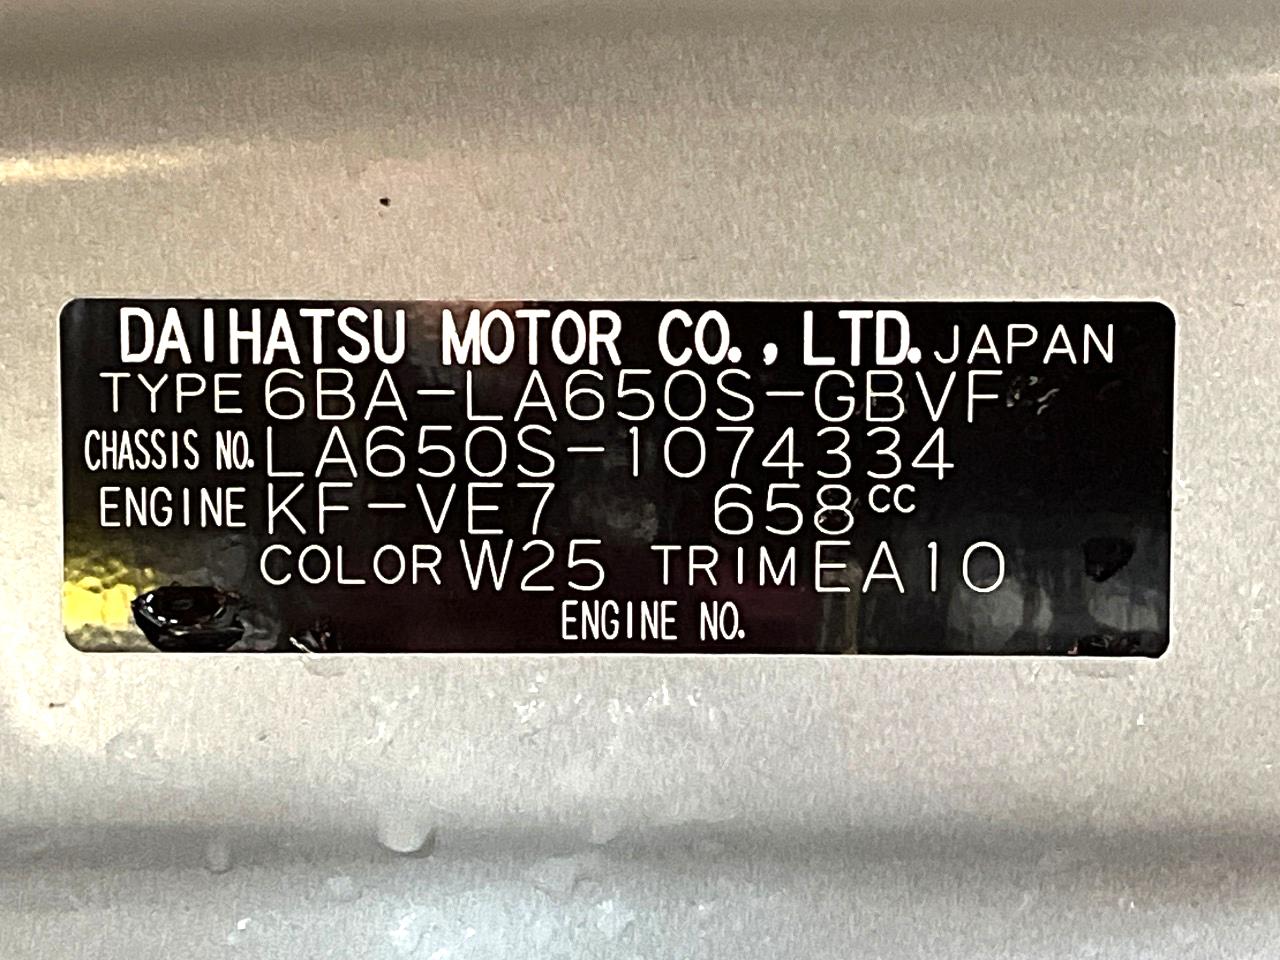 DAIHATSU MOTOR CO., LTD. JAPAN
TYPE 6BA-LA650S-GBVF
CHASSIS NO. LA650S-1074334
ENGINE KF-VE7 658cc
COLOR W25 TRIM EA10
ENGINE NO.